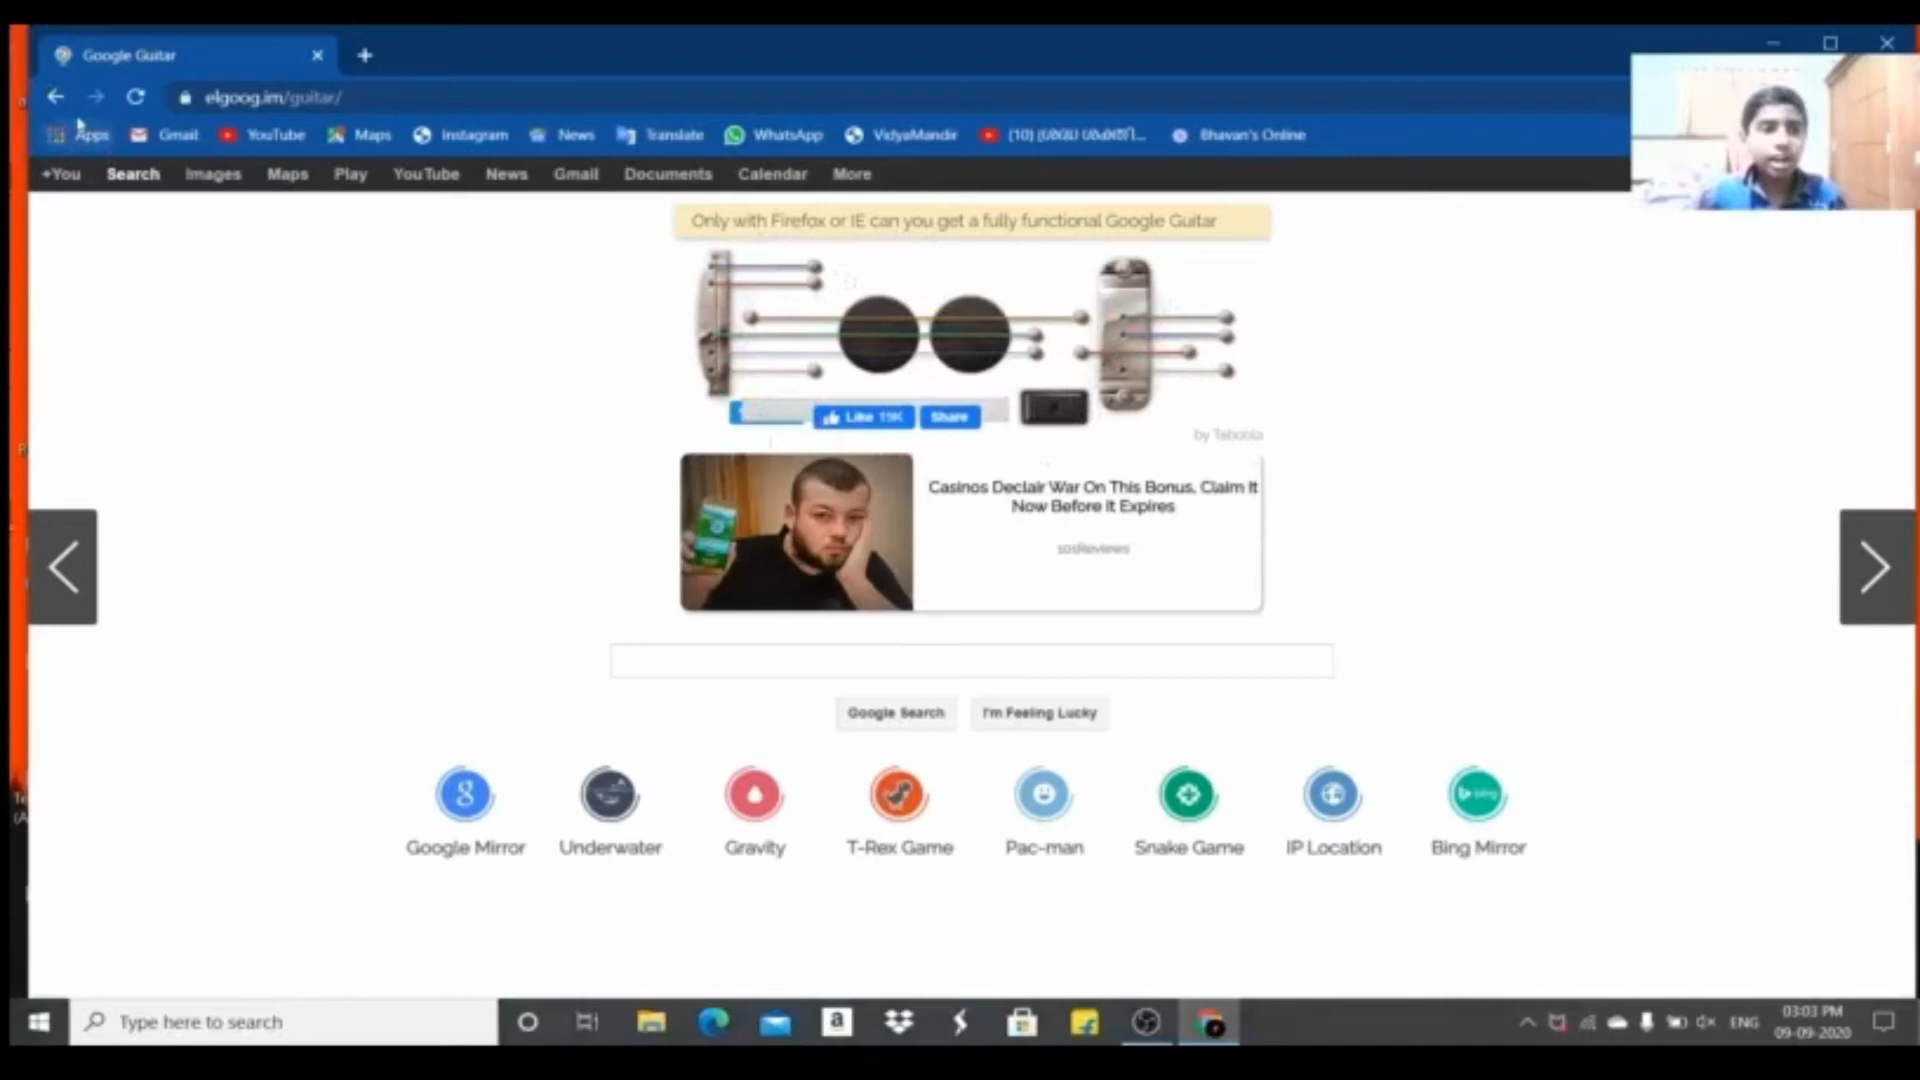 Google Guitar
elgoog.im/guitar/
Apps Gmail YouTube Maps Instagram News Translate WhatsApp VidyaMandir (10) Bhavan's Online
+You Search Images Maps Play YouTube News Gmail Documents Calendar More
Only with Firefox or IE can you get a fully functional Google Guitar
Like 19K Share
by Taboola
Casinos Declair War On This Bonus, Claim It
Now Before It Expires
101Reviews
Google Search I'm Feeling Lucky
Google Mirror Underwater Gravity T-Rex Game Pac-man Snake Game IP Location Bing Mirror
Type here to search
ENG
03:03 PM
09-09-2020